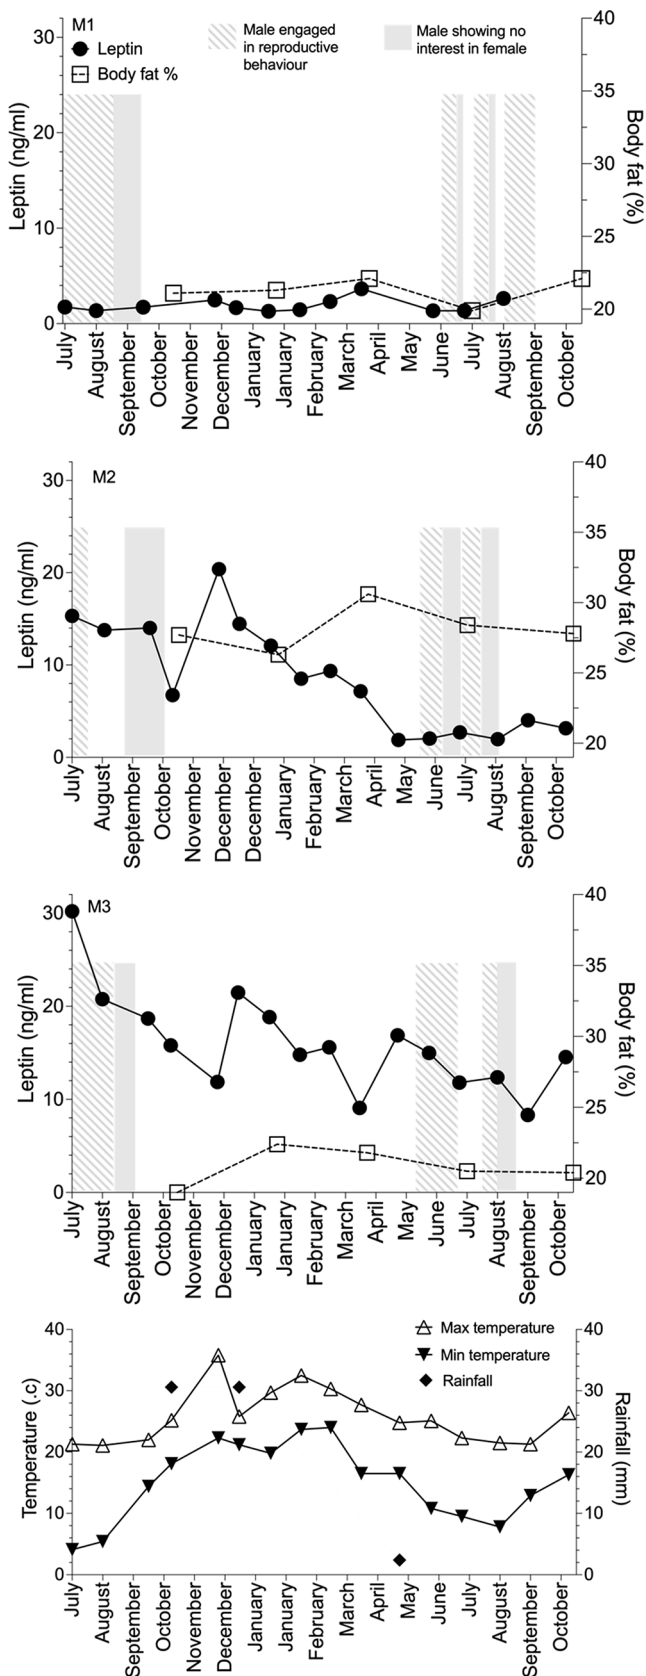 M1
Leptin
Body fat %
Male engaged
in reproductive
behaviour
Male showing no
interest in female
30
20
10
0
Leptin (ng/ml)
40
35
30
25
20
Body fat (%)
July
August
September
October
November
December
January
January
February
March
April
May
June
July
August
September
October
M2
30
20
10
0
Leptin (ng/ml)
40
35
30
25
20
Body fat (%)
July
August
September
October
November
December
December
January
February
March
April
May
June
July
August
September
October
M3
30
20
10
0
Leptin (ng/ml)
40
35
30
25
20
Body fat (%)
July
August
September
October
November
December
January
January
February
March
April
May
June
July
August
September
October
Max temperature
Min temperature
Rainfall
40
30
20
10
0
Temperature (.c)
40
30
20
10
0
Rainfall (mm)
July
August
September
October
November
December
January
January
February
March
April
May
June
July
August
September
October